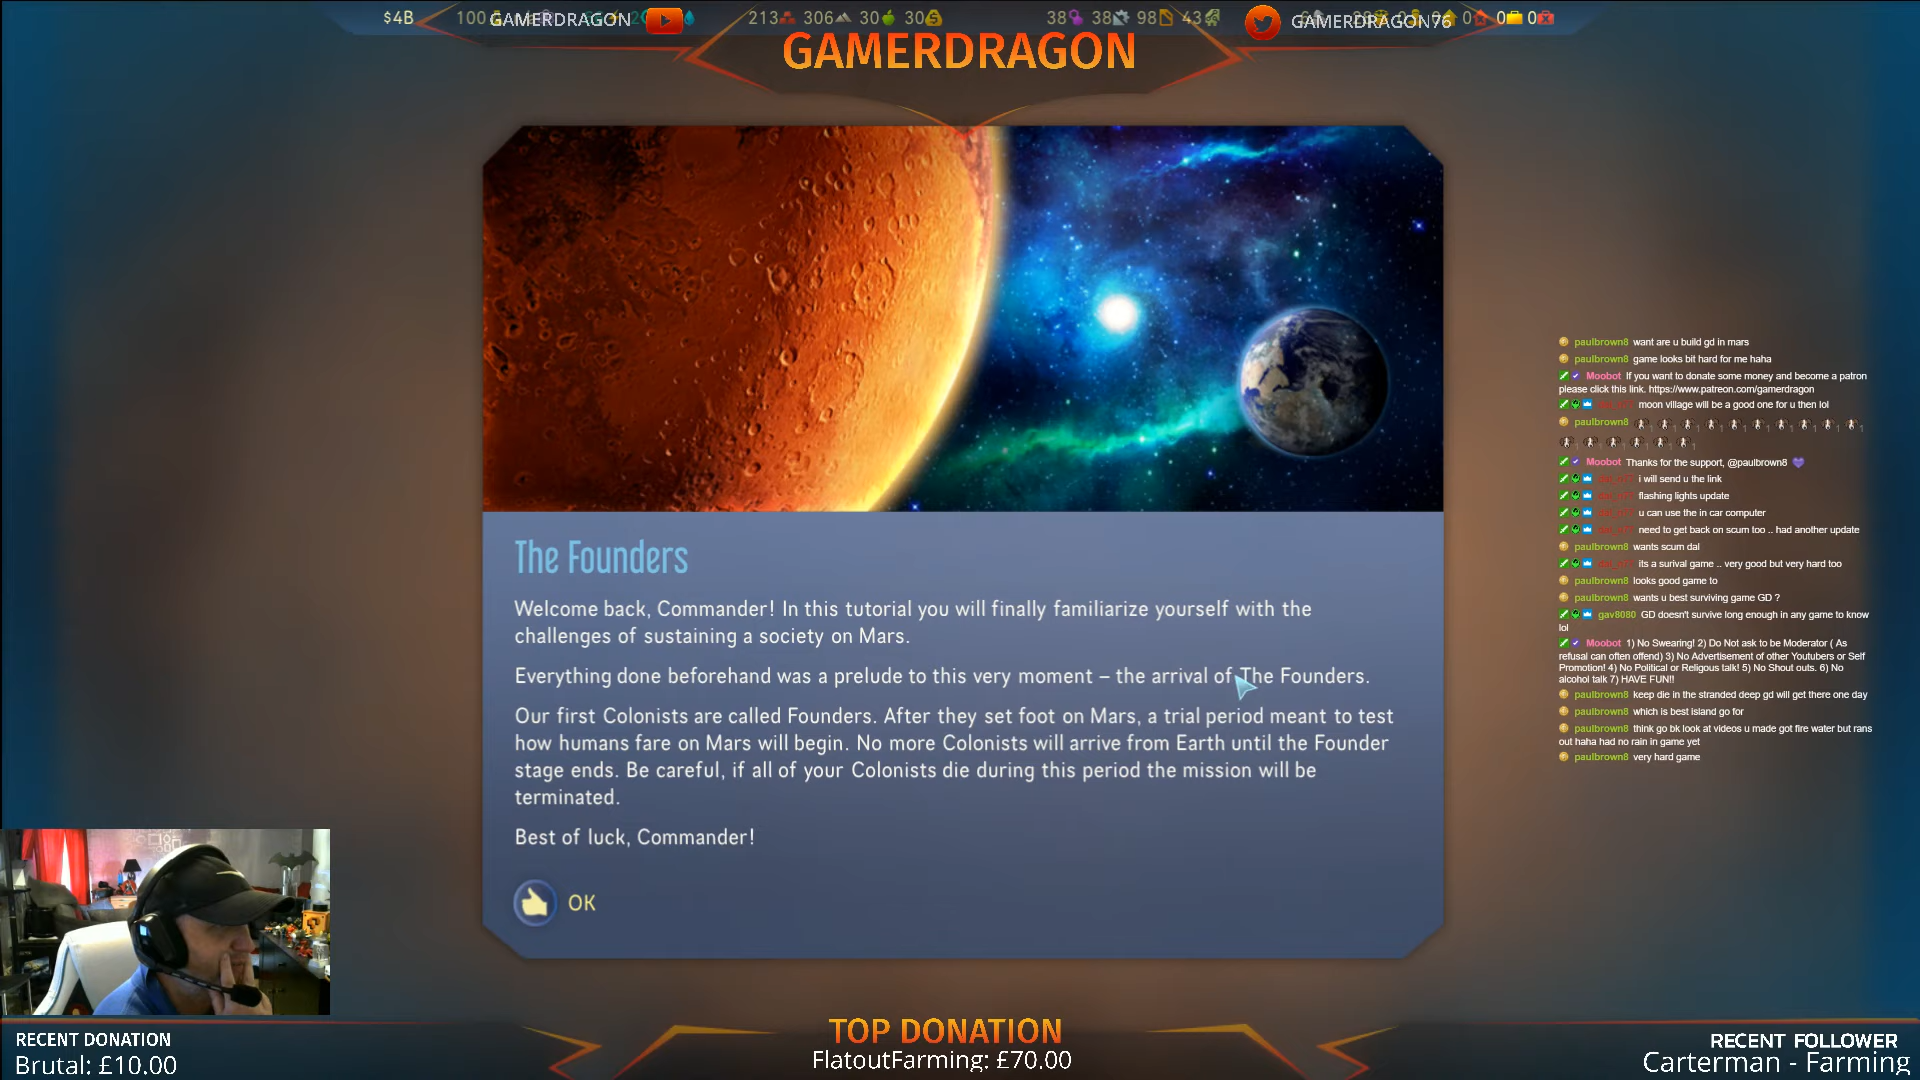 $4B 100
GAMERDRAGON
213 306 30 30
38 38 98 43
GAMERDRAGON76
0 0 0
GAMERDRAGON
The Founders
Welcome back, Commander! In this tutorial you will finally familiarize yourself with the
challenges of sustaining a society on Mars.
Everything done beforehand was a prelude to this very moment – the arrival of The Founders.
Our first Colonists are called Founders. After they set foot on Mars, a trial period meant to test
how humans fare on Mars will begin. No more Colonists will arrive from Earth until the Founder
stage ends. Be careful, if all of your Colonists die during this period the mission will be
terminated.
Best of luck, Commander!
OK
paulbrown8 want are u build gd in mars
paulbrown8 game looks bit hard for me haha
Moobot If you want to donate some money and become a patron
please click this link. https://www.patreon.com/gamerdragon
moon village will be a good one for u then lol
paulbrown8
Moobot Thanks for the support, @paulbrown8
i will send u the link
flashing lights update
u can use the in car computer
need to get back on scum too .. had another update
paulbrown8 wants scum dal
its a surival game .. very good but very hard too
paulbrown8 looks good game to
paulbrown8 wants u best surviving game GD ?
gav8080 GD doesn't survive long enough in any game to know
lol
Moobot 1) No Swearing! 2) Do Not ask to be Moderator ( As
refusal can often offend) 3) No Advertisement of other Youtubers or Self
Promotion! 4) No Political or Religous talk! 5) No Shout outs. 6) No
alcohol talk 7) HAVE FUN!!
paulbrown8 keep die in the stranded deep gd will get there one day
paulbrown8 which is best island go for
paulbrown8 think go bk look at videos u made got fire water but rans
out haha had no rain in game yet
paulbrown8 very hard game
RECENT DONATION
Brutal: £10.00
TOP DONATION
FlatoutFarming: £70.00
RECENT FOLLOWER
Carterman - Farming